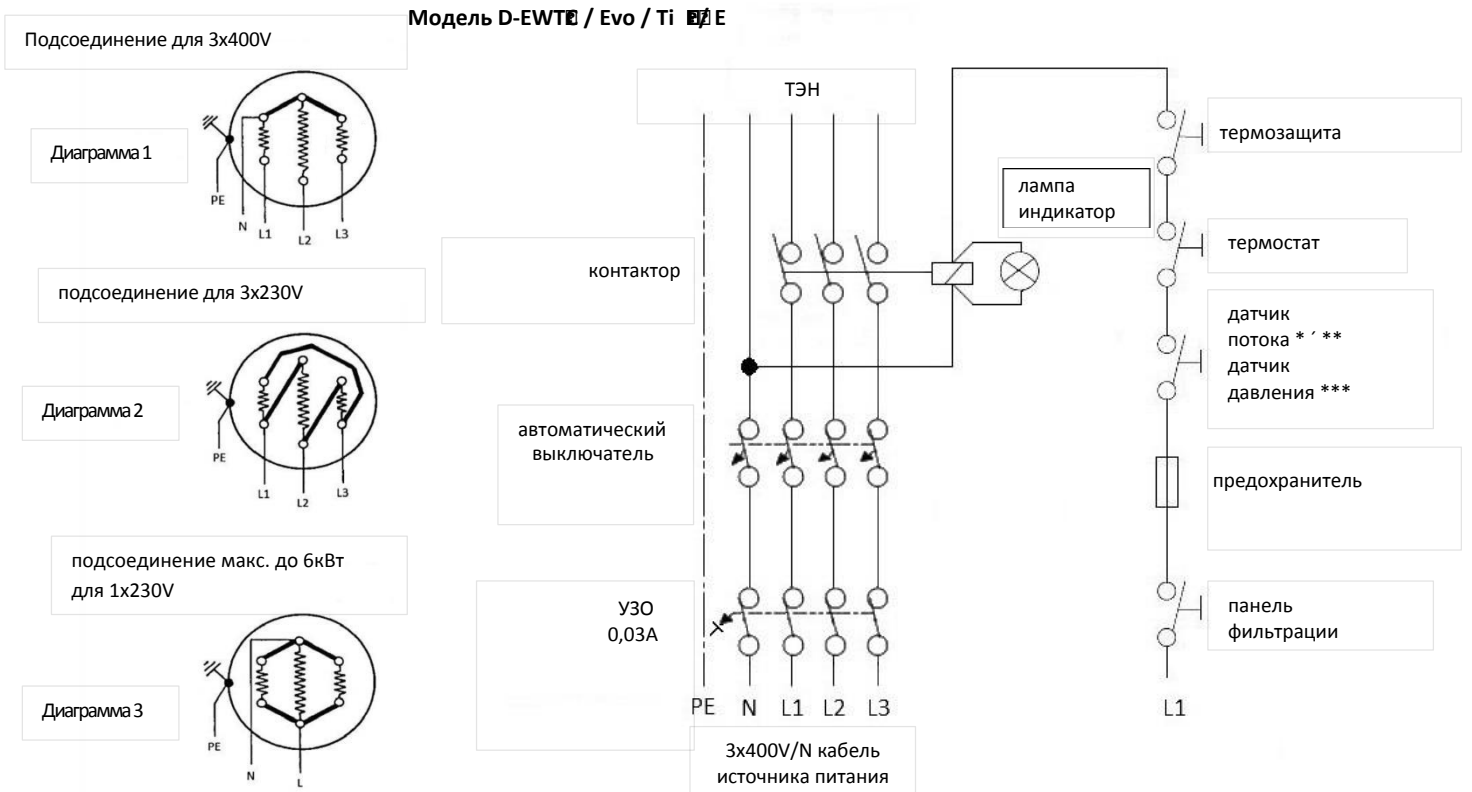 Модель D-EWT / Evo / Ti / E
Подсоединение для 3x400V
Диаграмма 1
PE
N
L1
L2
L3
подсоединение для 3x230V
Диаграмма 2
PE
L1
L2
L3
подсоединение макс. до 6кВт
для 1x230V
Диаграмма 3
PE
N
L
ТЭН
контактор
лампа
индикатор
автоматический
выключатель
УЗО
0,03А
PE N L1 L2 L3
3x400V/N кабель
источника питания
термозащита
термостат
датчик
потока * ´ **
датчик
давления ***
предохранитель
панель
фильтрации
L1